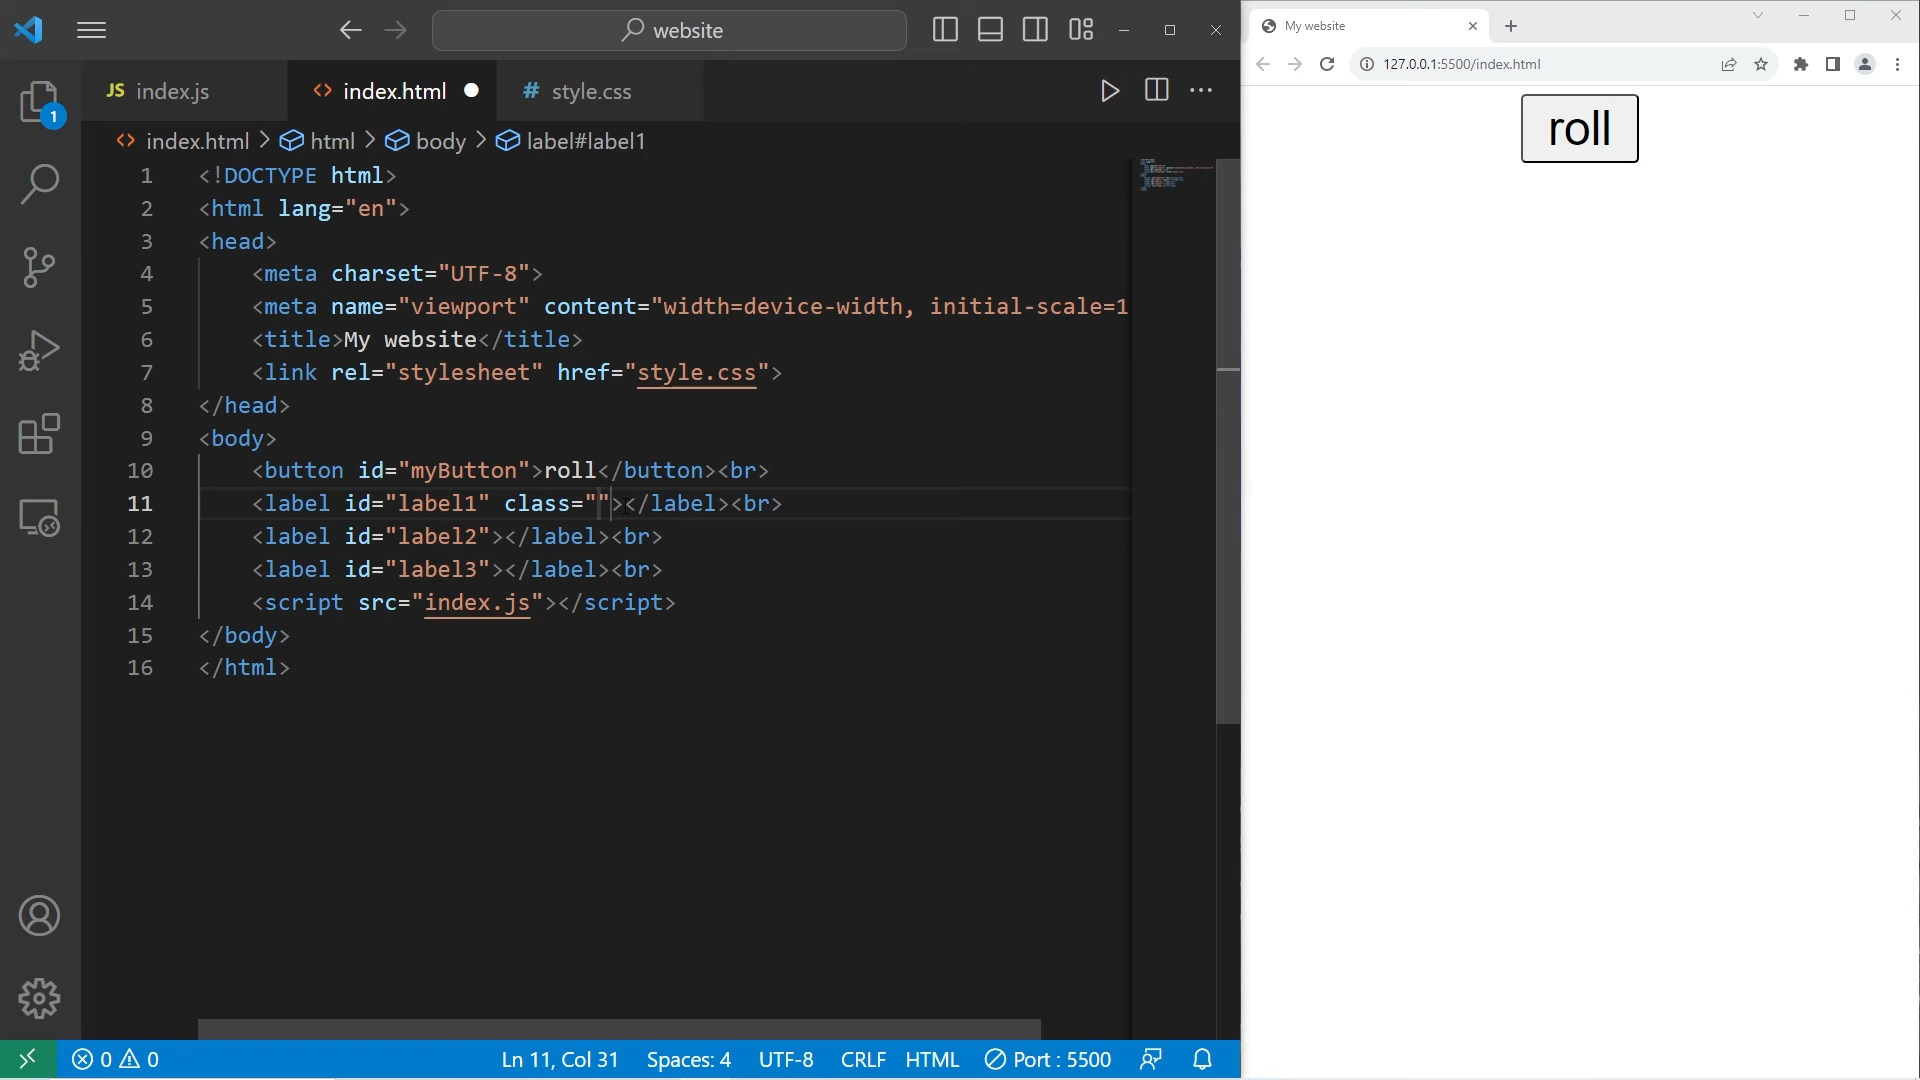 website
JS index.js
<> index.html
# style.css
<> index.html > html > body > label#label1
1 <!DOCTYPE html>
2 <html lang="en">
3 <head>
4 <meta charset="UTF-8">
5 <meta name="viewport" content="width=device-width, initial-scale=1
6 <title>My website</title>
7 <link rel="stylesheet" href="style.css">
8 </head>
9 <body>
10 <button id="myButton">roll</button><br>
11 <label id="label1" class=""></label><br>
12 <label id="label2"></label><br>
13 <label id="label3"></label><br>
14 <script src="index.js"></script>
15 </body>
16 </html>
1
0 0
Ln 11, Col 31
Spaces: 4
UTF-8
CRLF
HTML
Port : 5500
My website
127.0.0.1:5500/index.html
roll